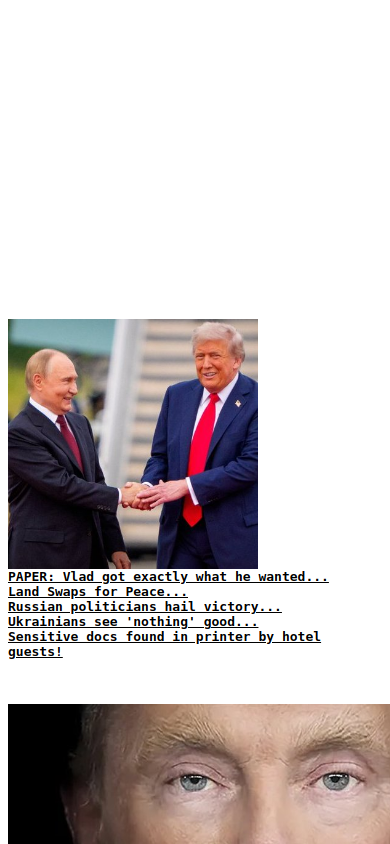 PAPER: Vlad got exactly what he wanted...
Land Swaps for Peace...
Russian politicians hail victory...
Ukrainians see 'nothing' good...
Sensitive docs found in printer by hotel
guests!